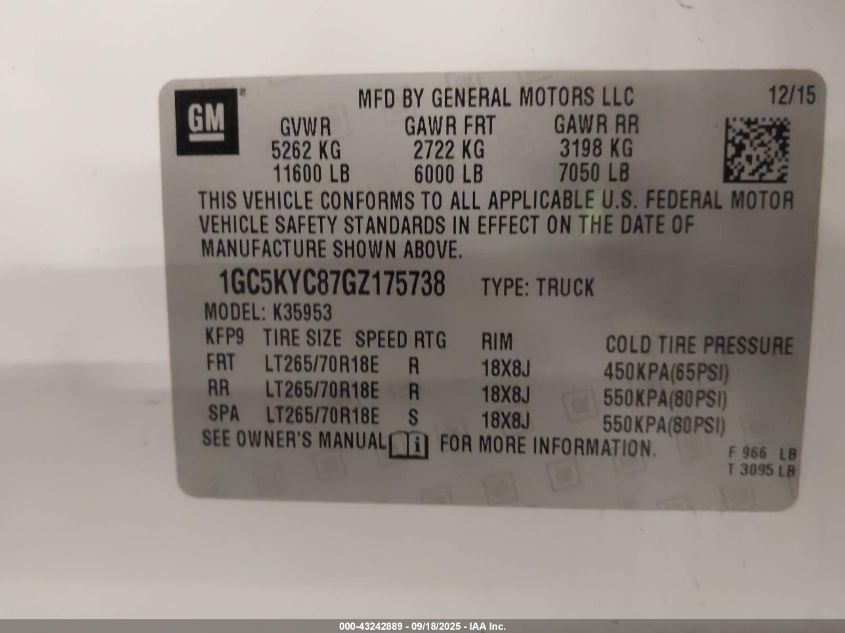 GM®
MFD BY GENERAL MOTORS LLC 12/15
GVWR GAWR FRT GAWR RR
5262 KG 2722 KG 3198 KG
11600 LB 6000 LB 7050 LB
THIS VEHICLE CONFORMS TO ALL APPLICABLE U.S. FEDERAL MOTOR
VEHICLE SAFETY STANDARDS IN EFFECT ON THE DATE OF
MANUFACTURE SHOWN ABOVE.
1GC5KYC87GZ175738 TYPE: TRUCK
MODEL: K35953
KFP9 TIRE SIZE SPEED RTG RIM COLD TIRE PRESSURE
FRT LT265/70R18E R 18X8J 450KPA(65PSI)
RR LT265/70R18E R 18X8J 550KPA(80PSI)
SPA LT265/70R18E S 18X8J 550KPA(80PSI)
SEE OWNER'S MANUAL i FOR MORE INFORMATION.
F 966 LB
T 3095 LB
000-43242889 - 09/18/2025 - IAA Inc.